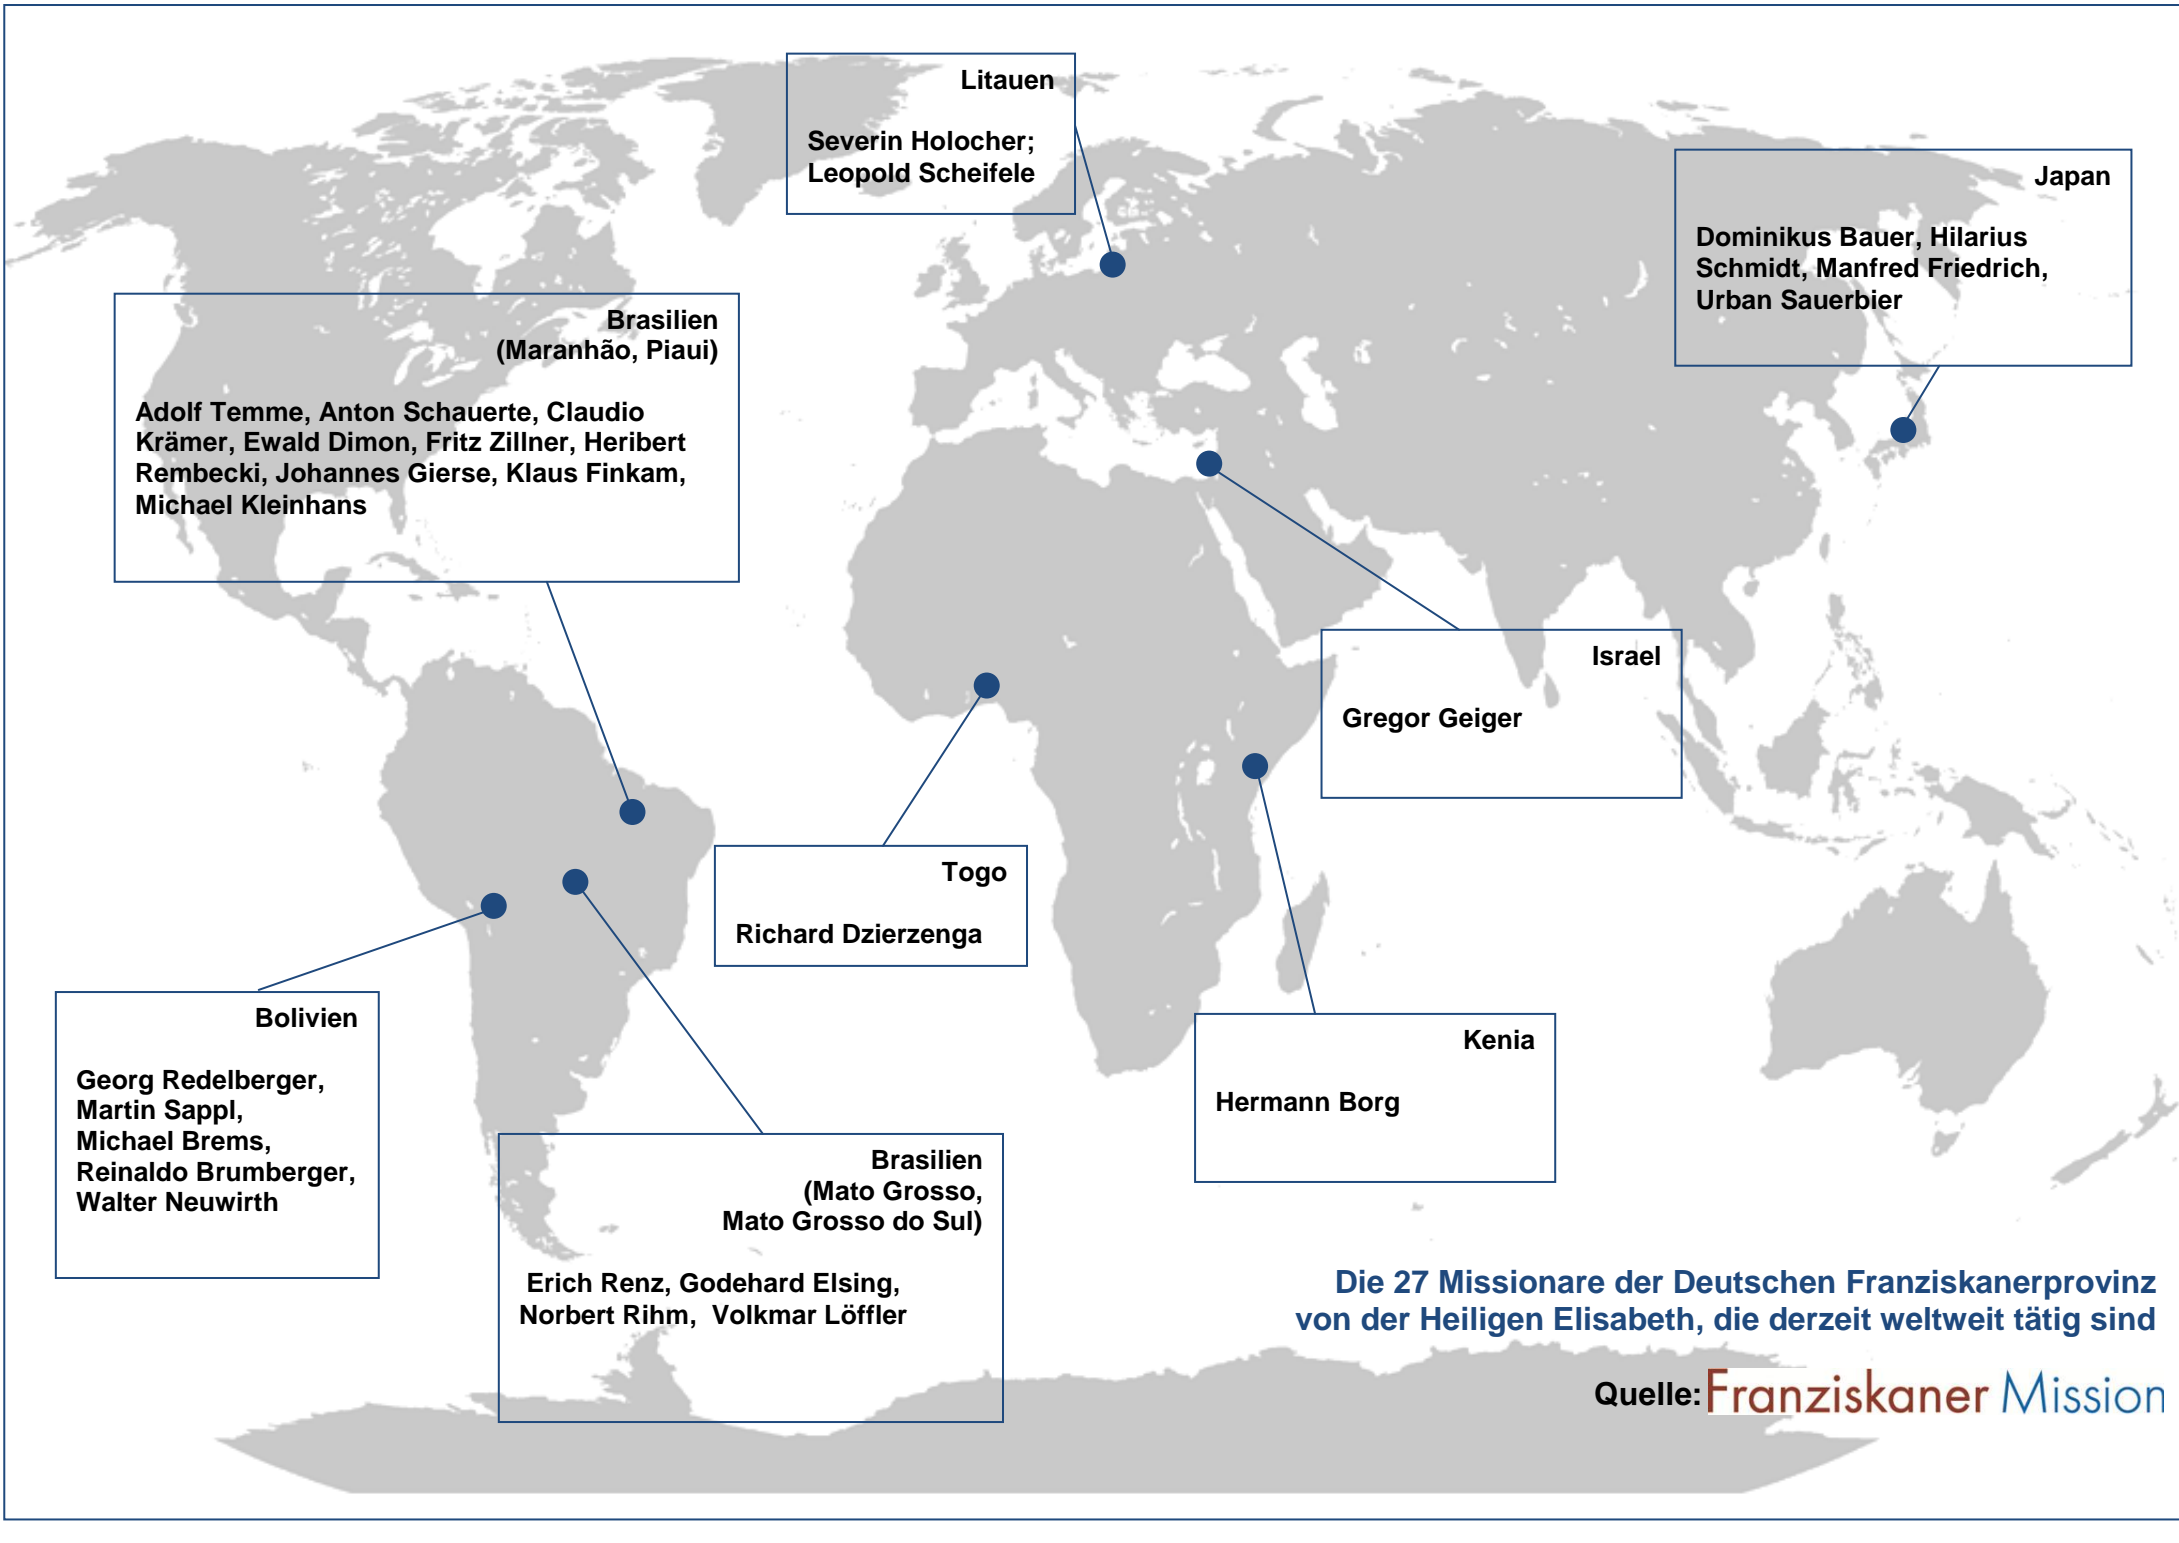 Litauen
Severin Holocher;
Leopold Scheifele
Japan
Dominikus Bauer, Hilarius
Schmidt, Manfred Friedrich,
Urban Sauerbier
Brasilien
(Maranhão, Piaui)
Adolf Temme, Anton Schauerte, Claudio
Krämer, Ewald Dimon, Fritz Zillner, Heribert
Rembecki, Johannes Gierse, Klaus Finkam,
Michael Kleinhans
Israel
Gregor Geiger
Togo
Richard Dzierzenga
Bolivien
Georg Redelberger,
Martin Sappl,
Michael Brems,
Reinaldo Brumberger,
Walter Neuwirth
Kenia
Hermann Borg
Brasilien
(Mato Grosso,
Mato Grosso do Sul)
Erich Renz, Godehard Elsing,
Norbert Rihm, Volkmar Löffler
Die 27 Missionare der Deutschen Franziskanerprovinz
von der Heiligen Elisabeth, die derzeit weltweit tätig sind
Quelle: Franziskaner Mission